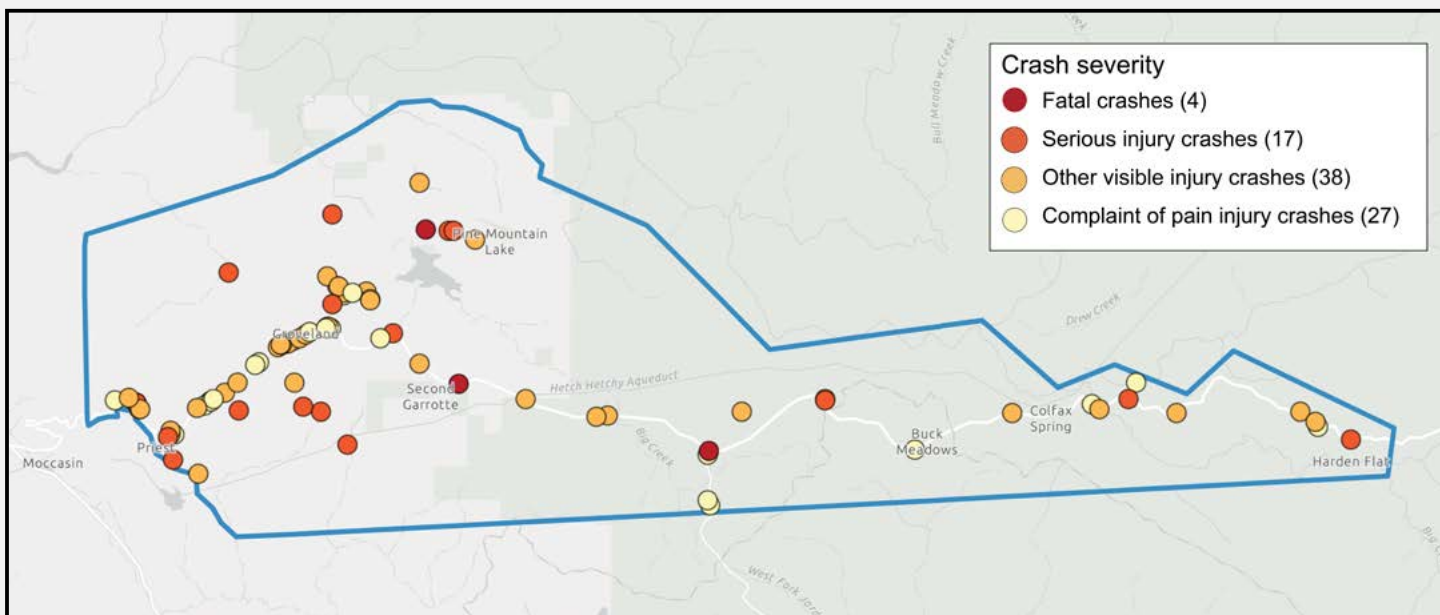 Crash severity
Fatal crashes (4)
Serious injury crashes (17)
Other visible injury crashes (38)
Complaint of pain injury crashes (27)
Bull Meadow Creek
Pine Mountain
Lake
Drew Creek
Groveland
Hetch Hetchy Aqueduct
Second
Garrotte
Colfax
Spring
Big Creek
Buck
Meadows
Priest
Moccasin
Harden Flat
West Fork